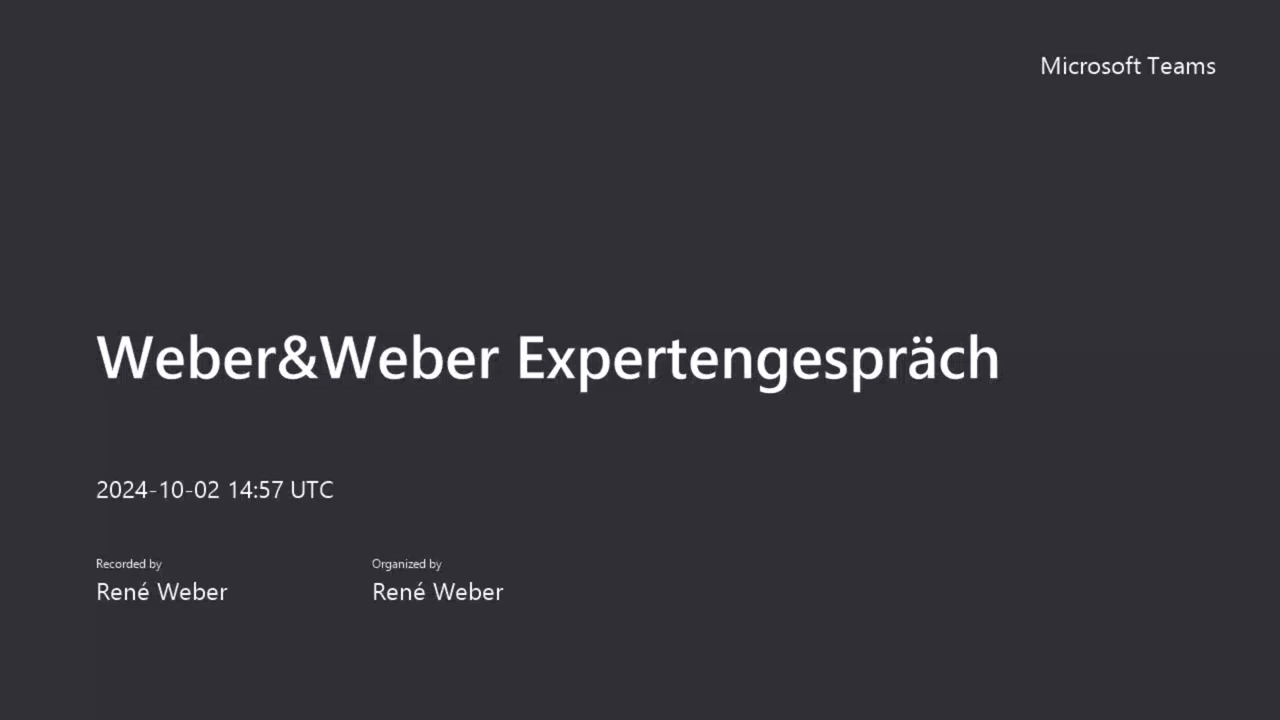 Microsoft Teams
Weber&Weber Expertengespräch
2024-10-02 14:57 UTC
Recorded by
René Weber
Organized by
René Weber